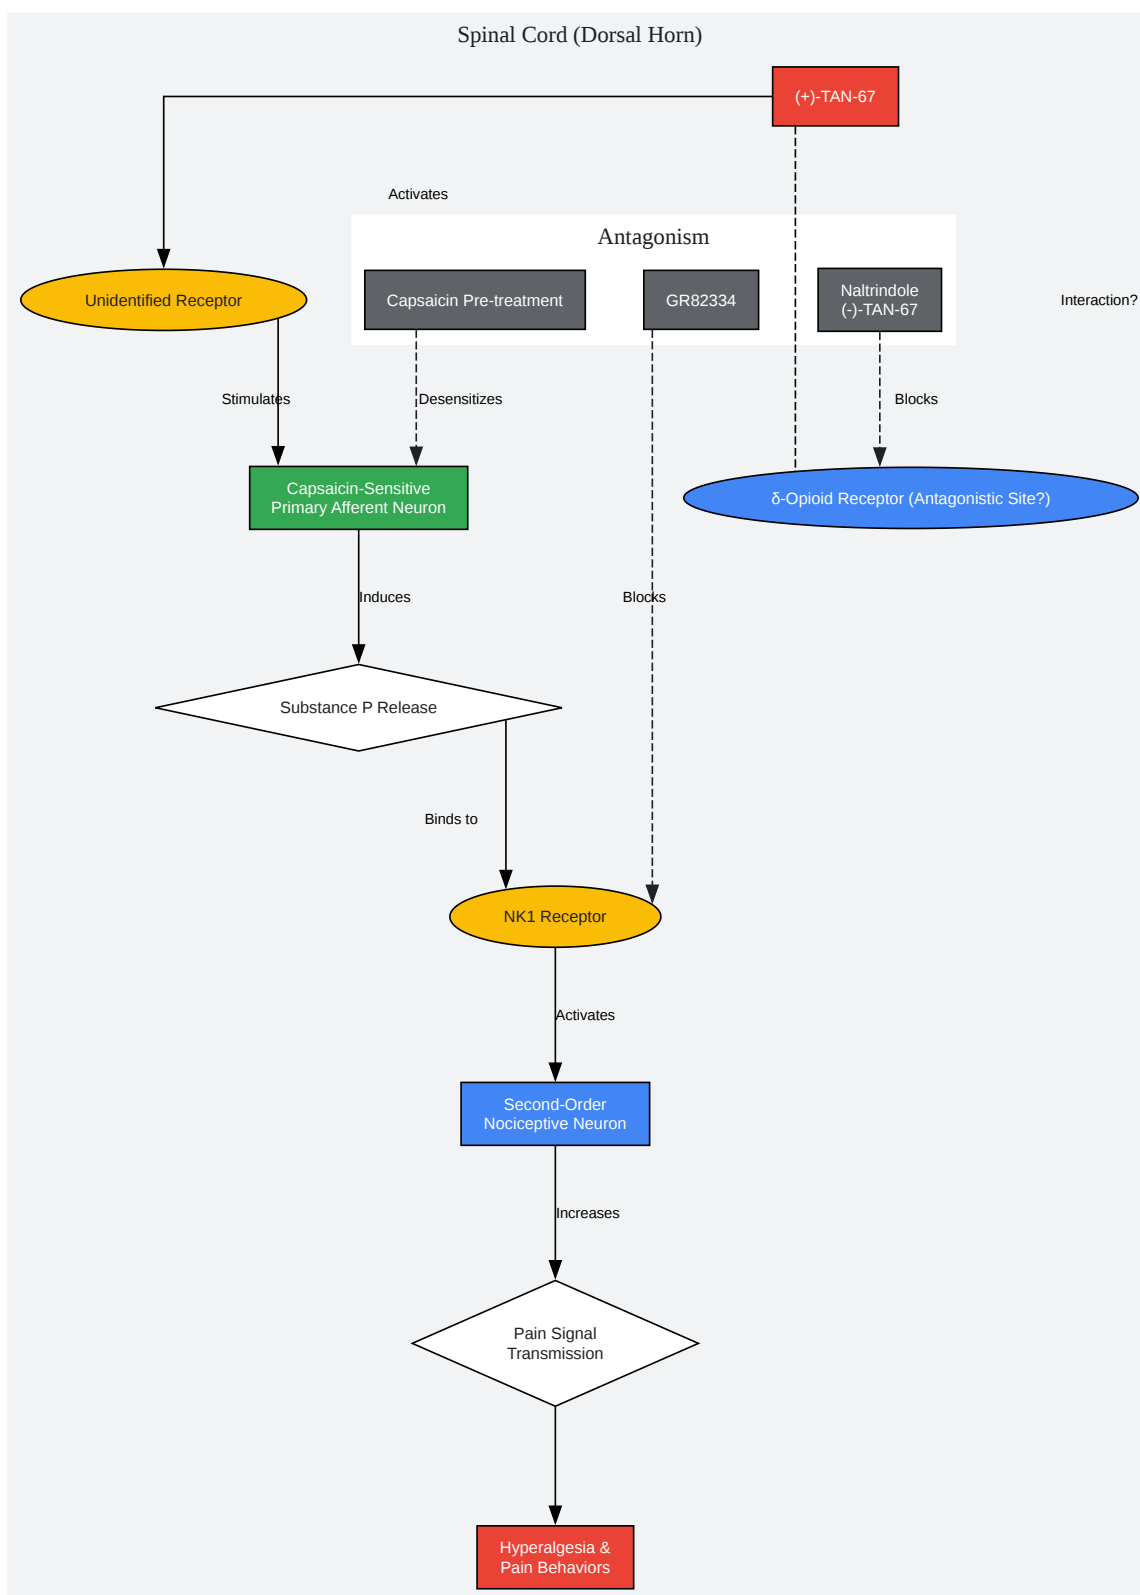 Spinal Cord (Dorsal Horn)
(+)-TAN-67
Activates
Antagonism
Unidentified Receptor
Capsaicin Pre-treatment
GR82334
Naltrindole
(-)-TAN-67
Interaction?
Stimulates
Desensitizes
Blocks
Capsaicin-Sensitive
Primary Afferent Neuron
δ-Opioid Receptor (Antagonistic Site?)
Induces
Blocks
Substance P Release
Binds to
NK1 Receptor
Activates
Second-Order
Nociceptive Neuron
Increases
Pain Signal
Transmission
Hyperalgesia &
Pain Behaviors